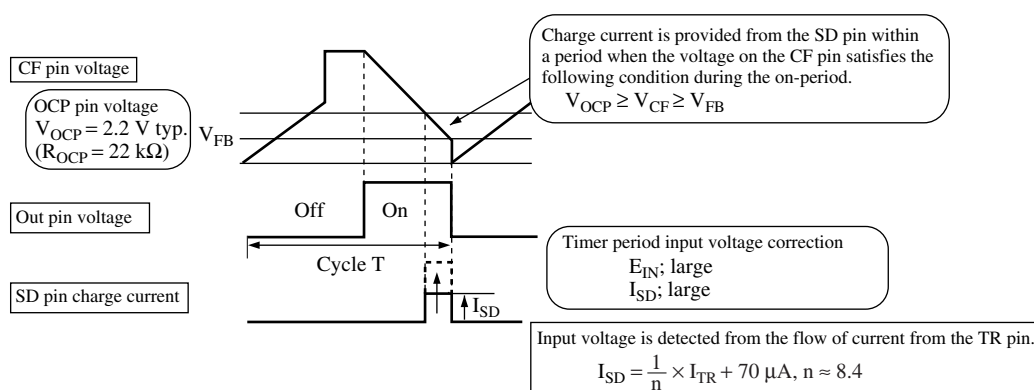 Charge current is provided from the SD pin within
a period when the voltage on the CF pin satisfies the
following condition during the on-period.
V_OCP ≥ V_CF ≥ V_FB
CF pin voltage
OCP pin voltage
V_OCP = 2.2 V typ.
(R_OCP = 22 kΩ)
V_FB
Off
On
Out pin voltage
Cycle T
Timer period input voltage correction
E_IN; large
I_SD; large
SD pin charge current
I_SD
Input voltage is detected from the flow of current from the TR pin.
I_SD = 1/n × I_TR + 70 μA, n ≈ 8.4